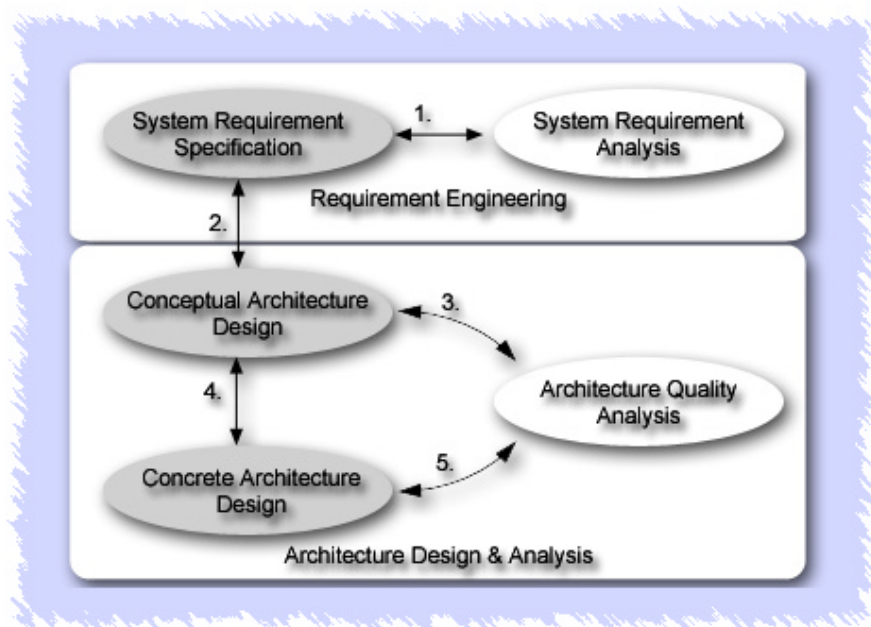 System Requirement
Specification
1.
System Requirement
Analysis
Requirement Engineering
2.
Conceptual Architecture
Design
3.
4.
Architecture Quality
Analysis
Concrete Architecture
Design
5.
Architecture Design & Analysis